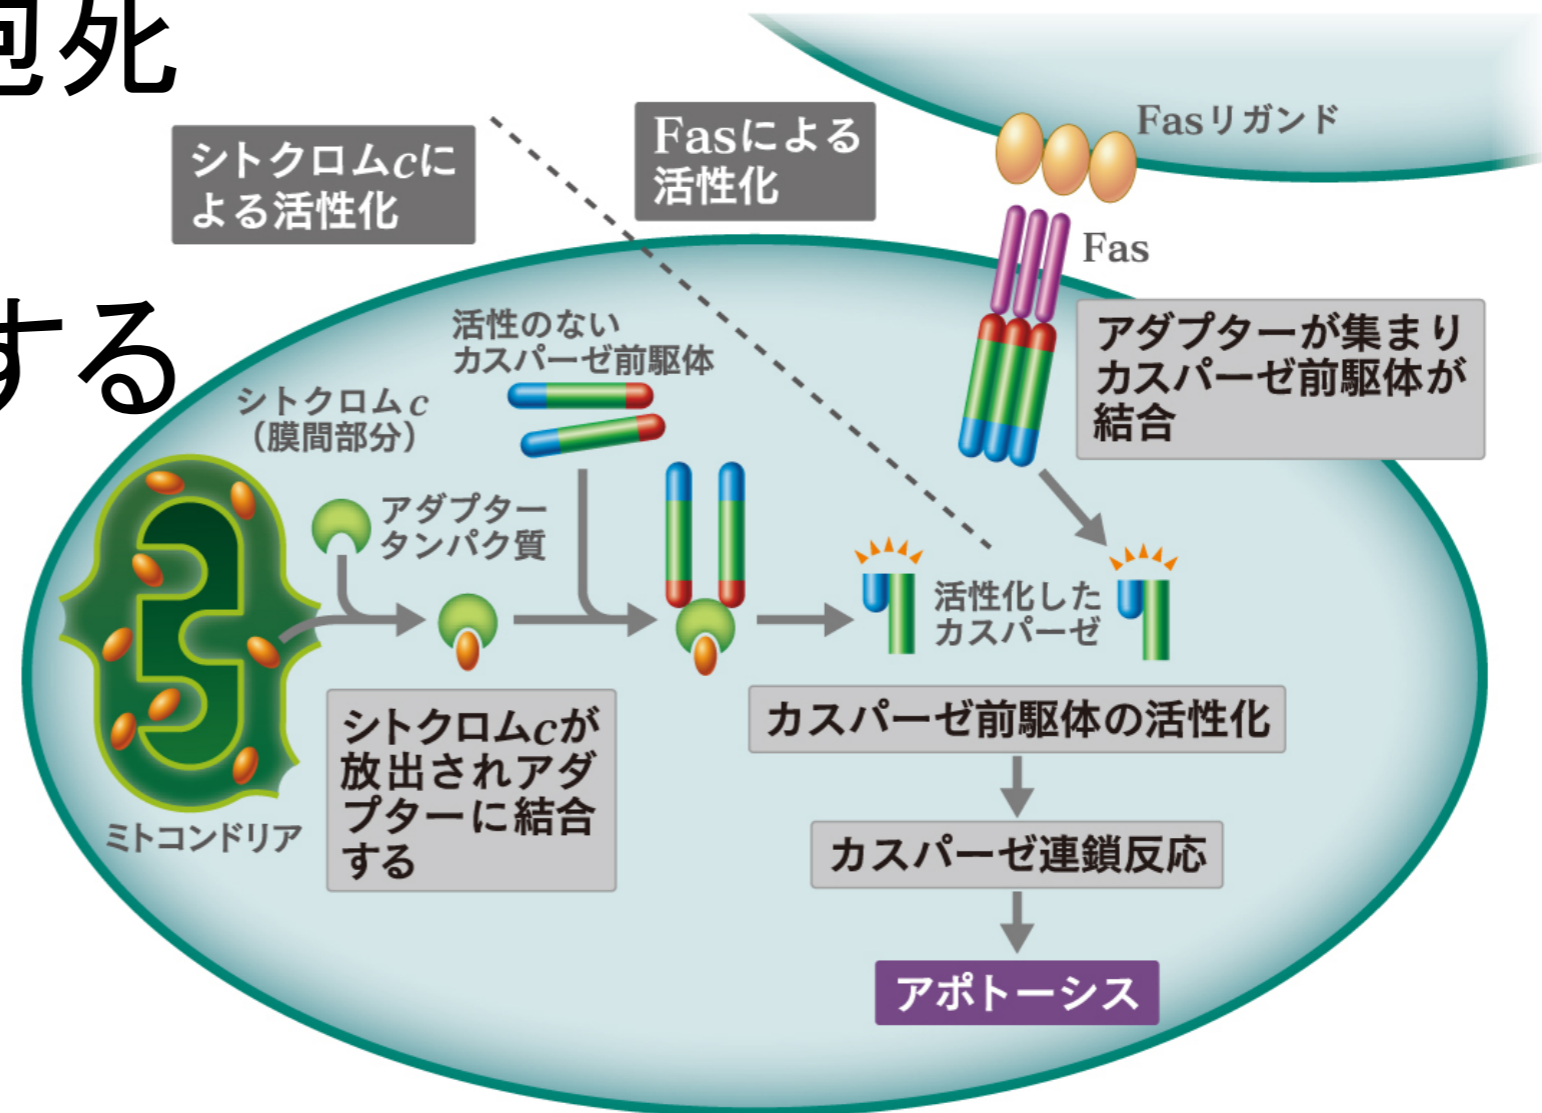 胞死
する
シトクロムcに
よる活性化
Fasによる
活性化
Fasリガンド
Fas
アダプターが集まり
カスパーゼ前駆体が
結合
活性のない
カスパーゼ前駆体
シトクロムc
（膜間部分）
アダプター
タンパク質
活性化した
カスパーゼ
ミトコンドリア
シトクロムcが
放出されアダ
プターに結合
する
カスパーゼ前駆体の活性化
カスパーゼ連鎖反応
アポトーシス